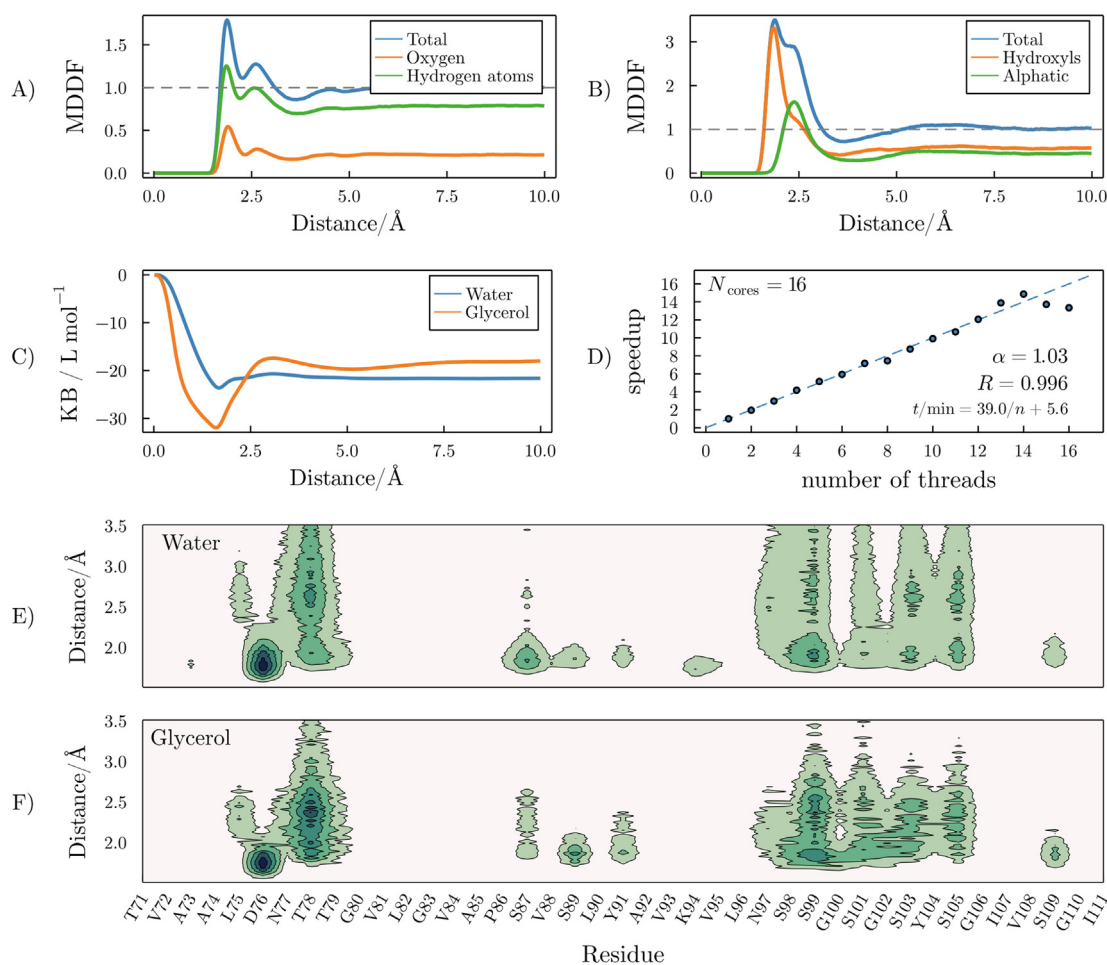 A)
MDDF
1.5
1.0
0.5
0.0
Total
Oxygen
Hydrogen atoms
0.0 2.5 5.0 7.5 10.0
Distance/Å
B)
MDDF
3
2
1
0
Total
Hydroxyls
Alphatic
0.0 2.5 5.0 7.5 10.0
Distance/Å
C)
KB / L mol⁻¹
0
−10
−20
−30
Water
Glycerol
0.0 2.5 5.0 7.5 10.0
Distance/Å
D)
speedup
16
14
12
10
8
6
4
2
0
N_cores = 16
α = 1.03
R = 0.996
t/min = 39.0/n + 5.6
0 2 4 6 8 10 12 14 16
number of threads
E)
Distance/Å
3.5
3.0
2.5
2.0
Water
F)
Distance/Å
3.5
3.0
2.5
2.0
Glycerol
T71 V72 A73 A74 L75 D76 N77 T78 T79 G80 V81 L82 G83 V84 A85 P86 S87 V88 S89 L90 Y91 A92 V93 K94 V95 L96 N97 S98 S99 G100 S101 G102 S103 Y104 S105 G106 I107 V108 S109 G110 I111
Residue